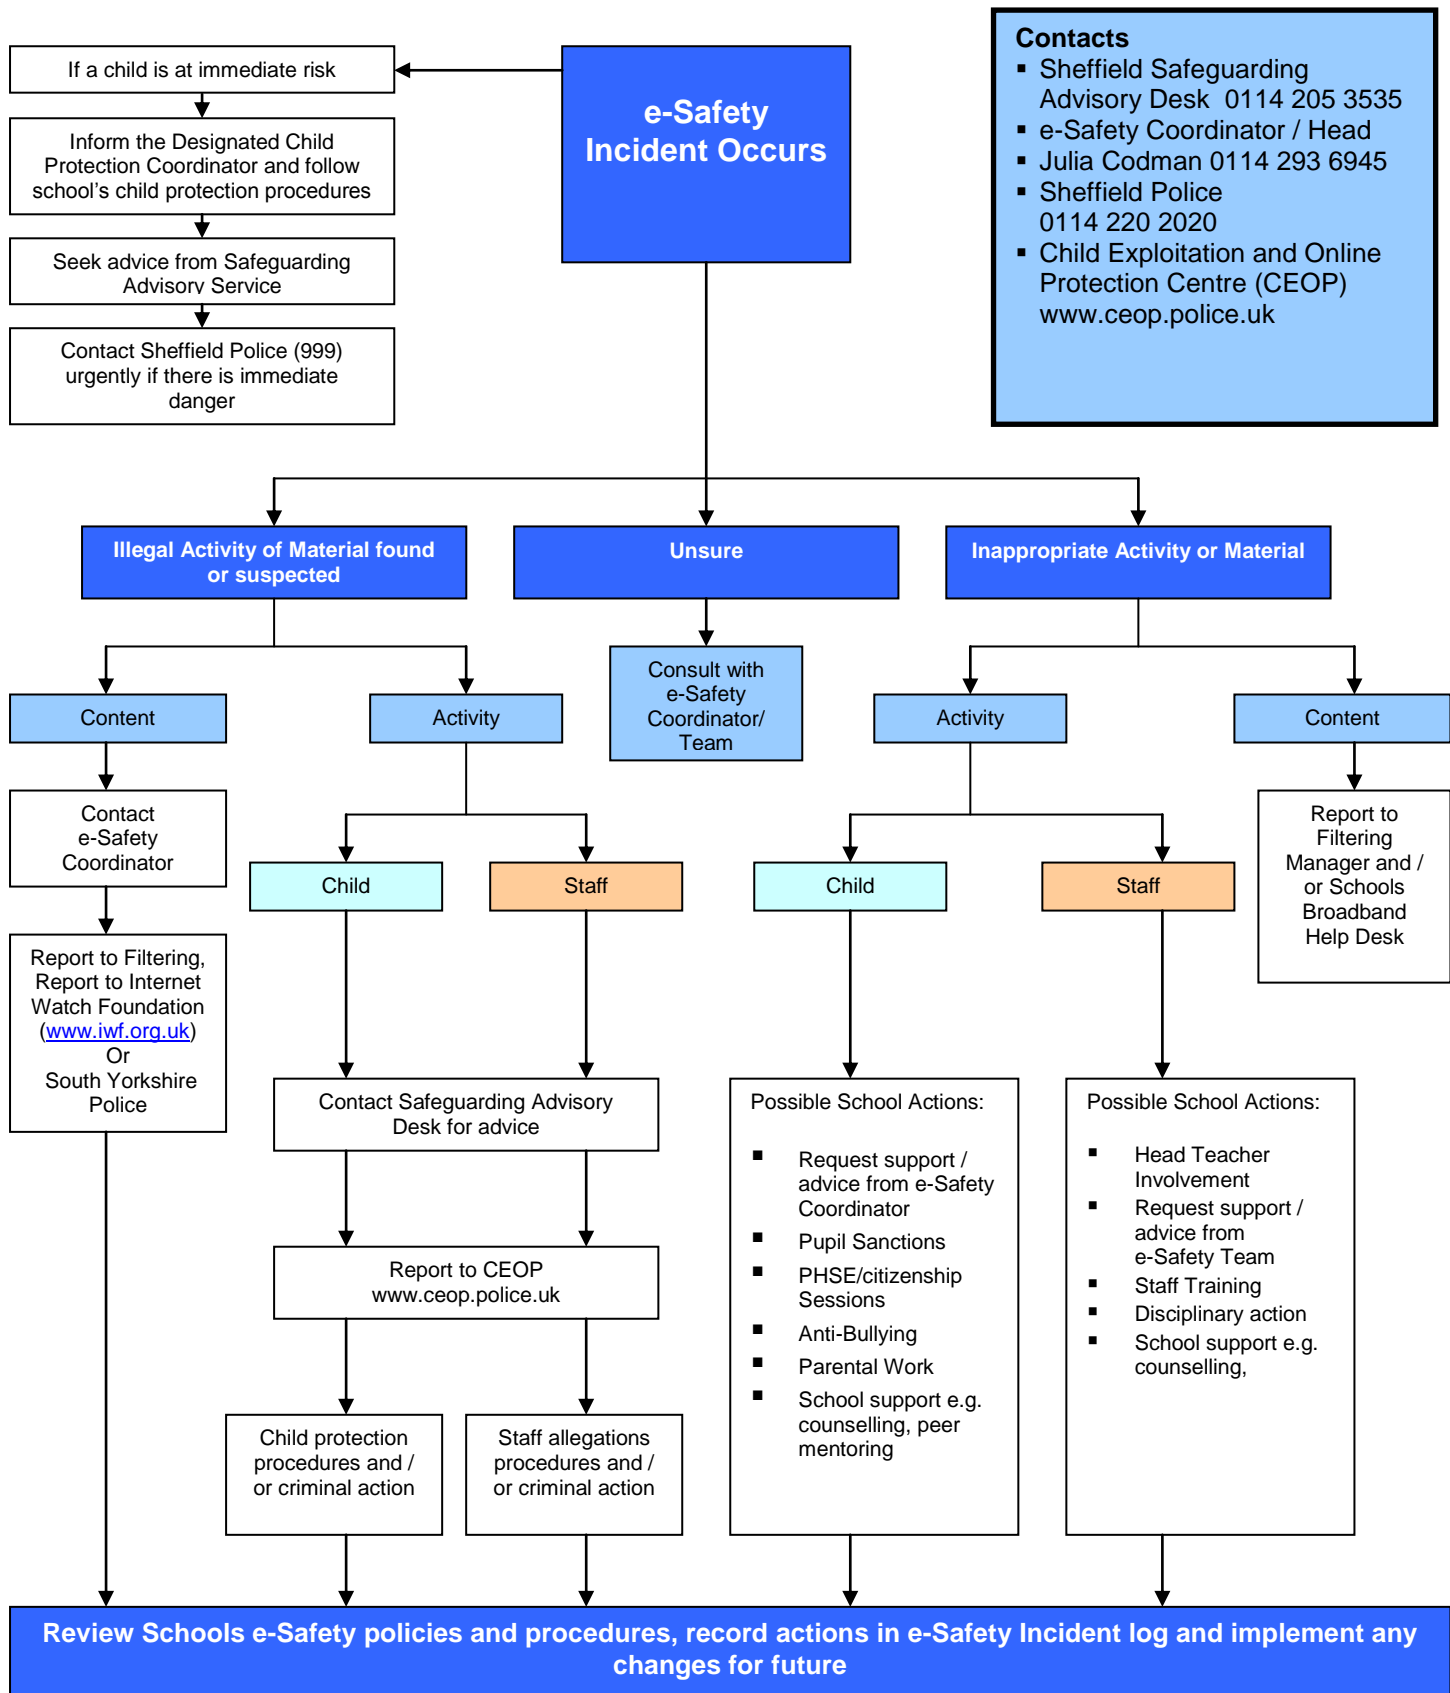 If a child is at immediate risk
Inform the Designated Child
Protection Coordinator and follow
school's child protection procedures
Seek advice from Safeguarding
Advisory Service
Contact Sheffield Police (999)
urgently if there is immediate
danger
e-Safety
Incident Occurs
Contacts
▪ Sheffield Safeguarding
Advisory Desk 0114 205 3535
▪ e-Safety Coordinator / Head
▪ Julia Codman 0114 293 6945
▪ Sheffield Police
0114 220 2020
▪ Child Exploitation and Online
Protection Centre (CEOP)
www.ceop.police.uk
Illegal Activity of Material found
or suspected
Unsure
Inappropriate Activity or Material
Content
Activity
Consult with
e-Safety
Coordinator/
Team
Activity
Content
Contact
e-Safety
Coordinator
Child
Staff
Child
Staff
Report to
Filtering
Manager and /
or Schools
Broadband
Help Desk
Report to Filtering,
Report to Internet
Watch Foundation
(www.iwf.org.uk)
Or
South Yorkshire
Police
Contact Safeguarding Advisory
Desk for advice
Report to CEOP
www.ceop.police.uk
Child protection
procedures and /
or criminal action
Staff allegations
procedures and /
or criminal action
Possible School Actions:
▪ Request support /
advice from e-Safety
Coordinator
▪ Pupil Sanctions
▪ PHSE/citizenship
Sessions
▪ Anti-Bullying
▪ Parental Work
▪ School support e.g.
counselling, peer
mentoring
Possible School Actions:
▪ Head Teacher
Involvement
▪ Request support /
advice from
e-Safety Team
▪ Staff Training
▪ Disciplinary action
▪ School support e.g.
counselling,
Review Schools e-Safety policies and procedures, record actions in e-Safety Incident log and implement any
changes for future